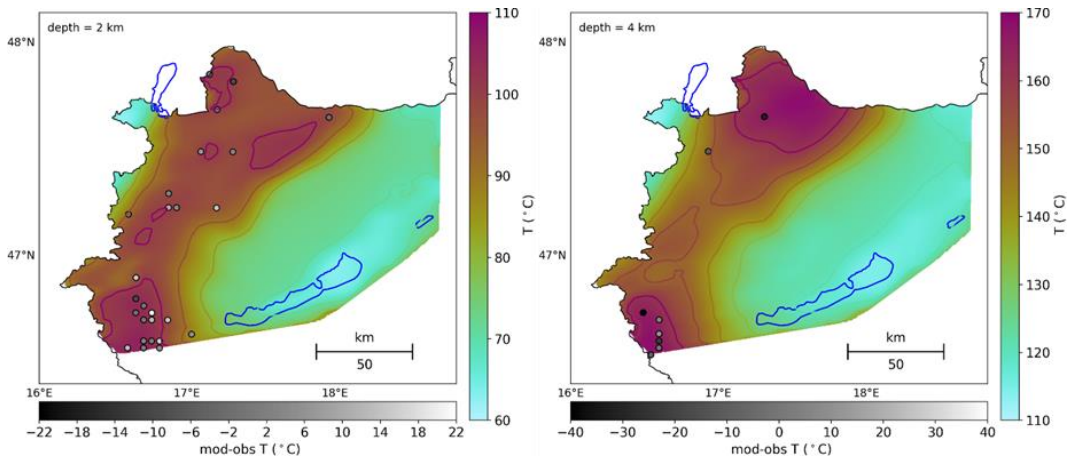 depth = 2 km
48°N
47°N
16°E
17°E
18°E
km
50
110
100
90
80
70
60
T (°C)
−22 −18 −14 −10 −6 −2 2 6 10 14 18 22
mod-obs T (°C)
depth = 4 km
48°N
47°N
16°E
17°E
18°E
km
50
170
160
150
140
130
120
110
T (°C)
−40 −30 −20 −10 0 10 20 30 40
mod-obs T (°C)